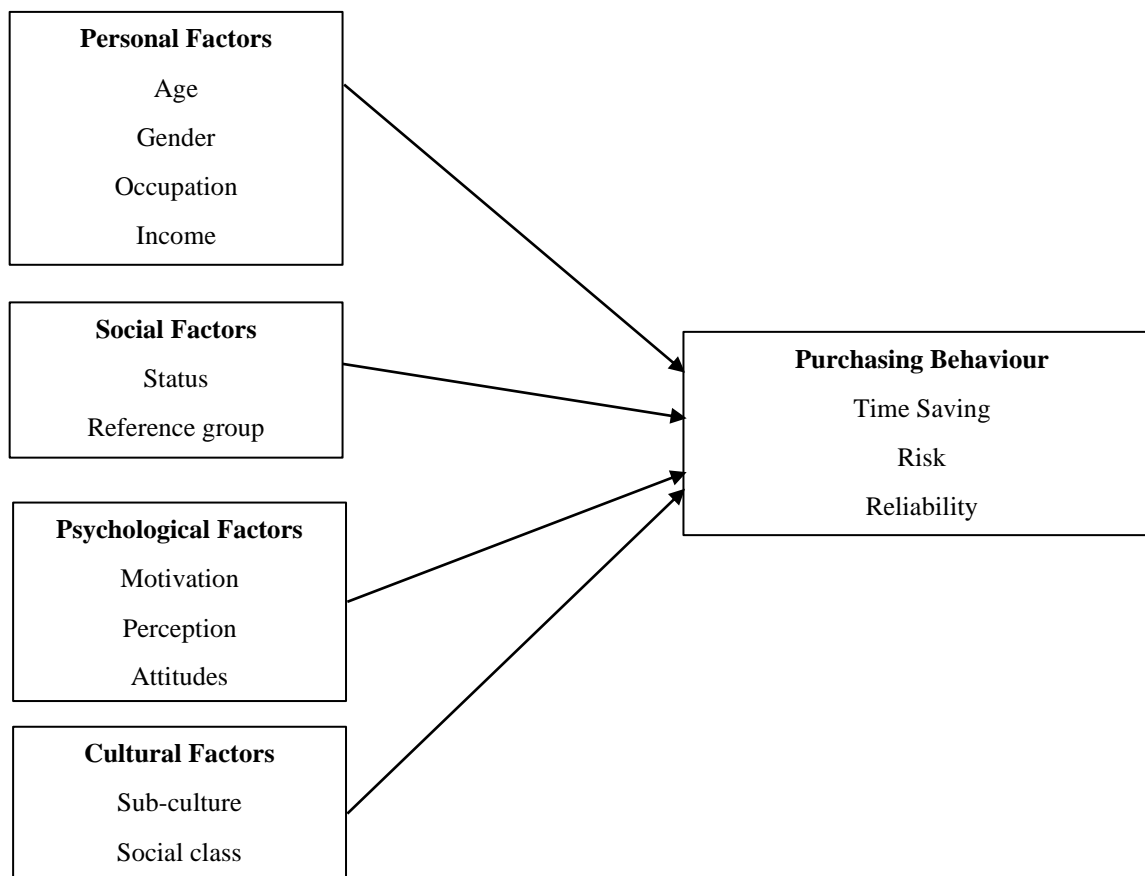 Personal Factors
Age
Gender
Occupation
Income
Social Factors
Status
Reference group
Psychological Factors
Motivation
Perception
Attitudes
Cultural Factors
Sub-culture
Social class
Purchasing Behaviour
Time Saving
Risk
Reliability